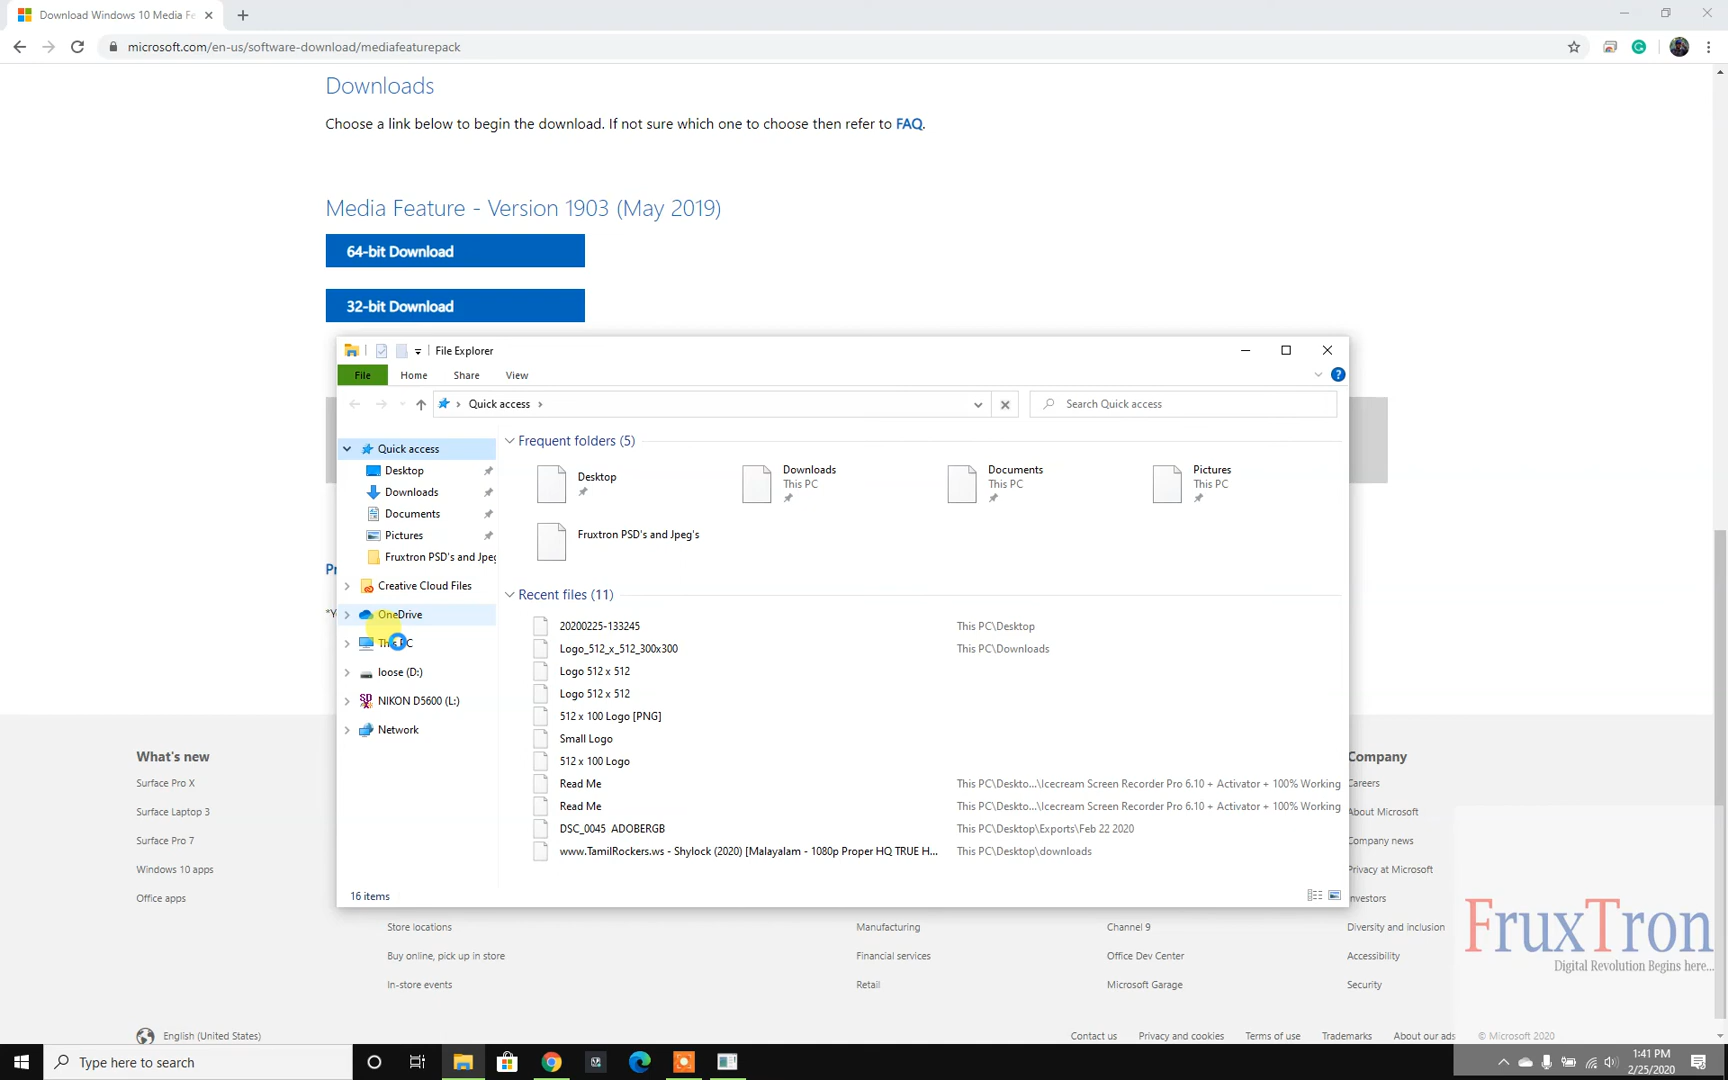 Download Windows 10 Media Fe
microsoft.com/en-us/software-download/mediafeaturepack
Downloads
Choose a link below to begin the download. If not sure which one to choose then refer to FAQ.
Media Feature - Version 1903 (May 2019)
64-bit Download
32-bit Download
File Explorer
File Home Share View
Quick access
Search Quick access
Quick access
Desktop
Downloads
Documents
Pictures
Fruxtron PSD's and Jpeg
Creative Cloud Files
OneDrive
This PC
loose (D:)
NIKON D5600 (L:)
Network
Frequent folders (5)
Desktop
Downloads
This PC
Documents
This PC
Pictures
This PC
Fruxtron PSD's and Jpeg's
Recent files (11)
20200225-133245 This PC\Desktop
Logo_512_x_512_300x300 This PC\Downloads
Logo 512 x 512
Logo 512 x 512
512 x 100 Logo [PNG]
Small Logo
512 x 100 Logo
Read Me This PC\Deskto...\Icecream Screen Recorder Pro 6.10 + Activator + 100% Working
Read Me This PC\Deskto...\Icecream Screen Recorder Pro 6.10 + Activator + 100% Working
DSC_0045 ADOBERGB This PC\Desktop\Exports\Feb 22 2020
www.TamilRockers.ws - Shylock (2020) [Malayalam - 1080p Proper HQ TRUE H... This PC\Desktop\downloads
16 items
Pr
*Y
What's new
Surface Pro X
Surface Laptop 3
Surface Pro 7
Windows 10 apps
Office apps
Store locations
Buy online, pick up in store
In-store events
Manufacturing
Financial services
Retail
Channel 9
Office Dev Center
Microsoft Garage
Company
Careers
About Microsoft
Company news
Privacy at Microsoft
Investors
Diversity and inclusion
Accessibility
Security
FruxTron
Digital Revolution Begins here...
English (United States)
Contact us Privacy and cookies Terms of use Trademarks About our ads © Microsoft 2020
Type here to search
1:41 PM
2/25/2020